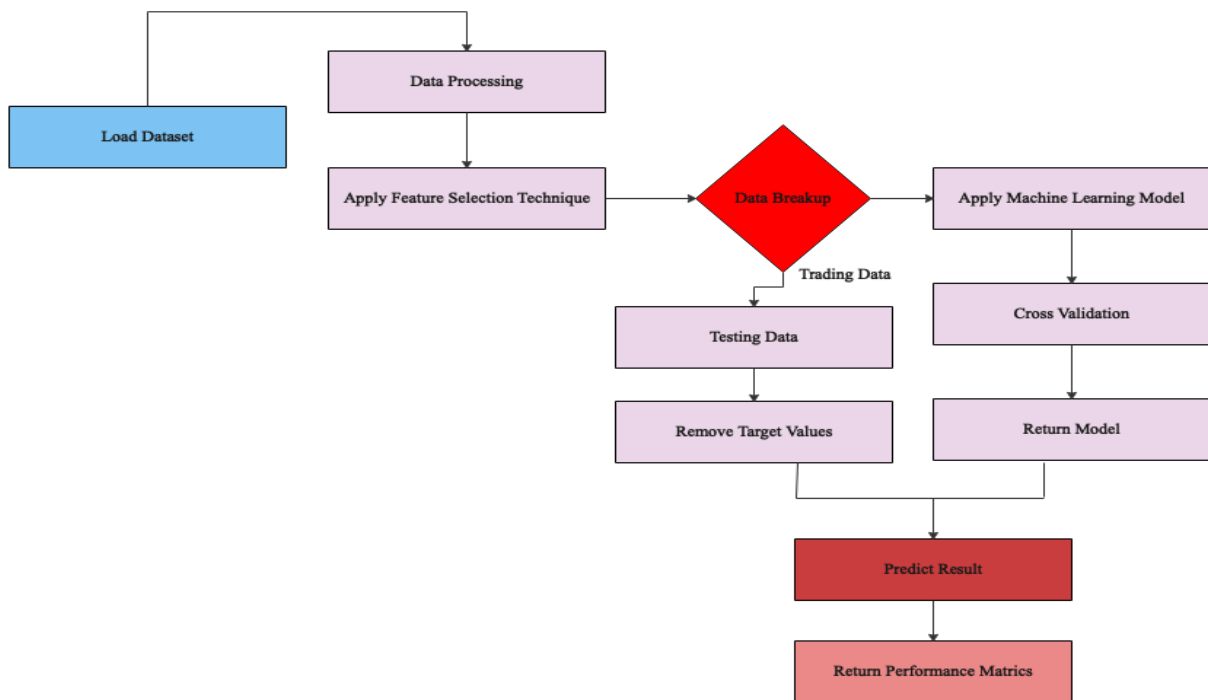 Data Processing
Load Dataset
Apply Feature Selection Technique
Data Breakup
Apply Machine Learning Model
Trading Data
Testing Data
Cross Validation
Remove Target Values
Return Model
Predict Result
Return Performance Matrics